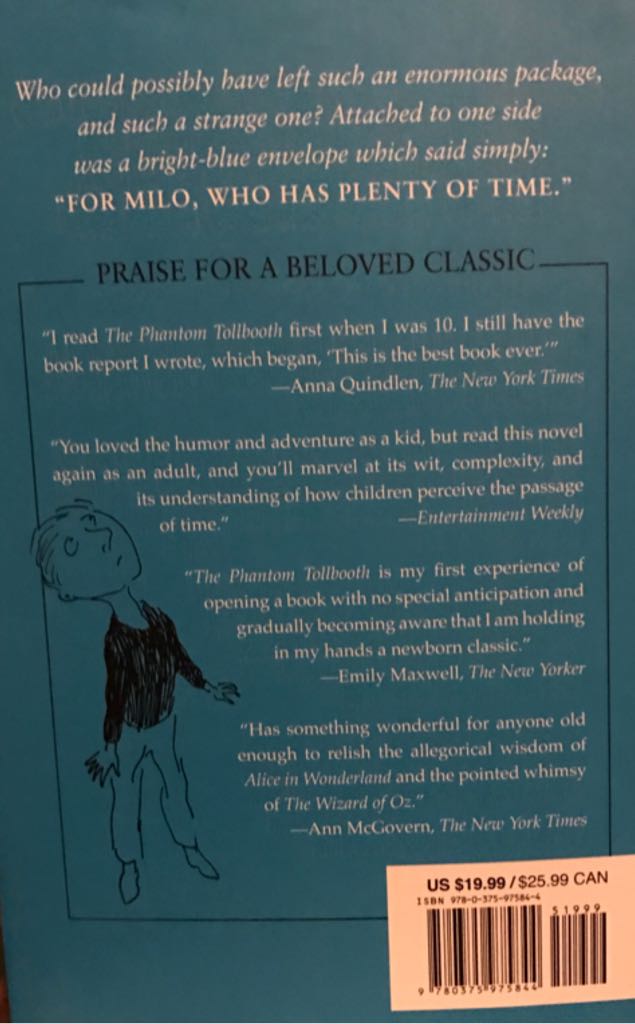 Who could possibly have left such an enormous package,
and such a strange one? Attached to one side
was a bright-blue envelope which said simply:
“FOR MILO, WHO HAS PLENTY OF TIME.”
PRAISE FOR A BELOVED CLASSIC
“I read The Phantom Tollbooth first when I was 10. I still have the
book report I wrote, which began, ‘This is the best book ever.’”
—Anna Quindlen, The New York Times
“You loved the humor and adventure as a kid, but read this novel
again as an adult, and you’ll marvel at its wit, complexity, and
its understanding of how children perceive the passage
of time.” —Entertainment Weekly
“The Phantom Tollbooth is my first experience of
opening a book with no special anticipation and
gradually becoming aware that I am holding
in my hands a newborn classic.”
—Emily Maxwell, The New Yorker
“Has something wonderful for anyone old
enough to relish the allegorical wisdom of
Alice in Wonderland and the pointed whimsy
of The Wizard of Oz.”
—Ann McGovern, The New York Times
US $19.99 / $25.99 CAN
ISBN 978-0-375-97584-4
51999
9 780375 975844